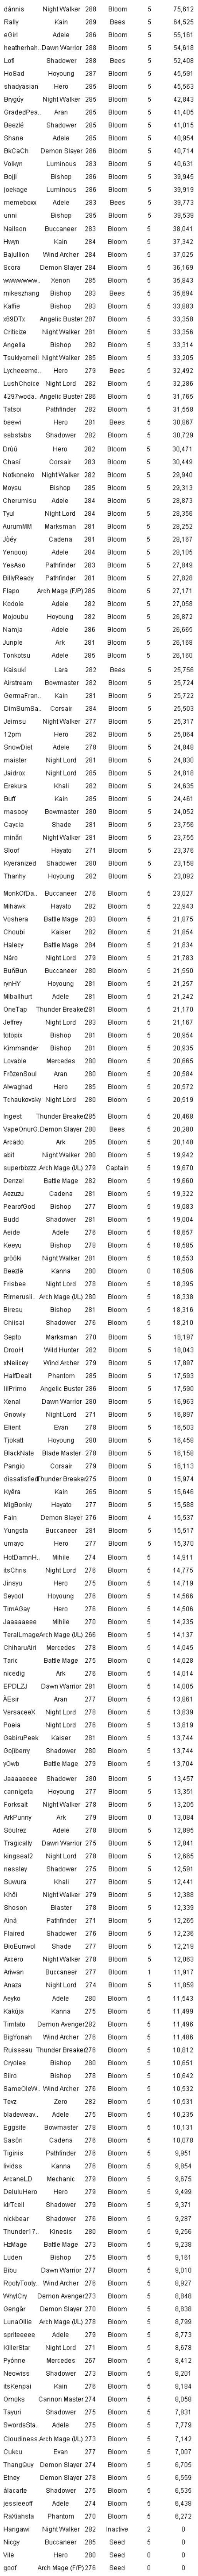 dánnis Night Walker 288 Bloom 5 75,612
Rally Kain 289 Bees 5 64,525
eGirl Adele 286 Bloom 5 55,161
heatherhah.. Dawn Warrior 288 Bloom 5 54,618
Lofi Shadower 288 Bees 5 52,408
HoSad Hoyoung 287 Bloom 5 45,591
shadyasian Hero 285 Bloom 5 45,563
Brygüy Night Walker 285 Bloom 5 42,843
GradedPea.. Aran 285 Bloom 5 41,405
Beezlé Shadower 285 Bloom 5 41,015
Shane Adele 285 Bloom 5 40,954
BkCaCh Demon Slayer 286 Bloom 5 40,714
Volkyn Luminous 283 Bloom 5 40,631
Bojji Bishop 286 Bloom 5 39,945
joekage Luminous 286 Bloom 5 39,919
memeboxx Adele 283 Bees 5 39,773
unni Bishop 285 Bloom 5 39,539
Nailson Buccaneer 283 Bloom 5 38,041
Hwyn Kain 284 Bloom 5 37,342
Bajullion Wind Archer 284 Bloom 5 37,025
Scora Demon Slayer 284 Bloom 5 36,169
wwwwwww.. Xenon 285 Bloom 5 35,843
mikeszhang Bishop 283 Bees 5 35,694
Kaffie Bishop 283 Bloom 5 33,883
x69DTx Angelic Buster 287 Bloom 5 33,358
Criticize Night Walker 281 Bloom 5 33,356
Angella Bishop 282 Bloom 5 33,314
Tsukiyomeii Night Walker 285 Bloom 5 33,205
Lycheeeme.. Hero 279 Bees 5 32,492
LushChoice Night Lord 282 Bloom 5 32,286
4297woda.. Angelic Buster 286 Bloom 5 31,765
Tatsoi Pathfinder 282 Bloom 5 31,558
beewi Hero 281 Bees 5 30,867
sebstabs Shadower 282 Bloom 5 30,729
Drúü Hero 282 Bloom 5 30,471
Chasí Corsair 283 Bloom 5 30,449
Notkoneko Night Walker 282 Bloom 5 29,940
Moysu Bishop 285 Bloom 5 29,313
Cherumisu Adele 284 Bloom 5 28,873
Tyul Night Lord 284 Bloom 5 28,356
AurumMM Marksman 281 Bloom 5 28,252
Jôéy Cadena 281 Bloom 5 28,167
Yenoooj Adele 284 Bloom 5 28,105
YesAso Pathfinder 283 Bloom 5 27,849
BillyReady Pathfinder 281 Bloom 5 27,828
Flapo Arch Mage (F/P) 285 Bloom 5 27,171
Kodole Adele 282 Bloom 5 27,058
Mojoubu Hoyoung 282 Bloom 5 26,872
Namja Adele 286 Bloom 5 26,665
Junple Ark 281 Bloom 5 26,168
Tonkotsu Adele 285 Bloom 5 26,160
Kaisukí Lara 282 Bees 5 25,756
Airstream Bowmaster 282 Bloom 5 25,724
GermaFran.. Kain 281 Bloom 5 25,722
DimSumSa.. Corsair 284 Bloom 5 25,503
Jeimsu Night Walker 277 Bloom 5 25,317
12pm Hero 282 Bloom 5 25,064
SnowDiet Adele 278 Bloom 5 24,848
maister Night Lord 281 Bloom 5 24,830
Jaidrox Night Lord 285 Bloom 5 24,818
Erekura Khali 282 Bloom 5 24,635
Buff Kain 285 Bloom 5 24,461
masooy Bowmaster 280 Bloom 5 24,052
Caycia Shade 281 Bloom 5 23,756
minåri Night Walker 281 Bloom 5 23,755
Sloof Hayato 271 Bloom 5 23,376
Kyeranized Shadower 280 Bloom 5 23,158
Thanhy Hoyoung 282 Bloom 5 23,092
MonkOfDa.. Buccaneer 276 Bloom 5 23,027
Mihawk Hayato 282 Bloom 5 22,943
Voshera Battle Mage 283 Bloom 5 21,875
Choubi Kaiser 282 Bloom 5 21,854
Halecy Battle Mage 284 Bloom 5 21,834
Náro Night Lord 279 Bloom 5 21,783
BuñBun Buccaneer 280 Bloom 5 21,550
rynHY Hoyoung 281 Bloom 5 21,257
Miballhurt Adele 281 Bloom 5 21,242
OneTap Thunder Breaker 281 Bloom 5 21,170
Jeffrey Night Lord 283 Bloom 5 21,167
totopix Bishop 281 Bloom 5 20,954
Kimmander Bishop 281 Bloom 5 20,935
Lovable Mercedes 280 Bloom 5 20,665
FrôzenSoul Aran 280 Bloom 5 20,584
Alwaghad Hero 285 Bloom 5 20,572
Tchaukovsky Night Lord 280 Bloom 5 20,519
Ingest Thunder Breaker 285 Bloom 5 20,468
VapeOnurG.. Demon Slayer 280 Bees 5 20,280
Arcado Ark 285 Bloom 5 20,148
abit Night Walker 280 Bloom 5 19,942
superbbzzz.. Arch Mage (I/L) 279 Captain 5 19,670
Denzel Battle Mage 282 Bloom 5 19,660
Aezuzu Cadena 281 Bloom 5 19,322
PearofGod Bishop 277 Bloom 5 19,083
Budd Shadower 281 Bloom 5 19,004
Aeide Adele 276 Bloom 5 18,657
Keeyu Bishop 278 Bloom 5 18,585
gróôki Night Walker 281 Bloom 5 18,553
Beezlè Kanna 280 Bloom 0 18,506
Frisbee Night Lord 278 Bloom 5 18,395
Rimerusli.. Arch Mage (I/L) 280 Bloom 5 18,338
Biresu Bishop 281 Bloom 5 18,316
Chiisai Shadower 276 Bloom 5 18,210
Septo Marksman 270 Bloom 5 18,197
DrooH Wild Hunter 282 Bloom 5 18,043
xNeiicey Wind Archer 279 Bloom 5 17,897
HalfDealt Phantom 285 Bloom 5 17,593
lilPrimo Angelic Buster 286 Bloom 5 17,590
Xenal Dawn Warrior 280 Bloom 5 16,963
Gnowly Night Lord 271 Bloom 5 16,897
Elient Evan 278 Bloom 5 16,503
Tjokatt Hoyoung 280 Bloom 5 16,458
BlackNate Blade Master 278 Bloom 5 16,158
Pangio Corsair 279 Bloom 5 16,113
dissatisfied Thunder Breaker 275 Bloom 0 15,974
Kyêra Kain 265 Bloom 5 15,646
MigBonky Hayato 277 Bloom 5 15,588
Fain Demon Slayer 276 Bloom 4 15,537
Yungsta Buccaneer 281 Bloom 5 15,517
umayo Hero 277 Bloom 5 15,370
HotDamnH.. Mihile 274 Bloom 5 14,911
itsChris Night Lord 276 Bloom 5 14,775
Jinsyu Hero 275 Bloom 5 14,719
Seyool Hoyoung 276 Bloom 5 14,566
TimAGay Hero 276 Bloom 5 14,506
Jaaaaeeee Mihile 270 Bloom 5 14,235
TeralLmage Arch Mage (I/L) 266 Bloom 5 14,137
ChiharuAiri Mercedes 278 Bloom 5 14,045
Taric Battle Mage 275 Bloom 0 14,028
nicedig Ark 276 Bloom 5 14,014
EPDLZJ Dawn Warrior 281 Bloom 5 14,005
ÄEsir Aran 277 Bloom 5 13,861
VersaceeX Night Lord 278 Bloom 5 13,839
Poeia Night Lord 276 Bloom 5 13,819
GabiruPeek Kaiser 281 Bloom 5 13,744
Gojiberry Shadower 280 Bloom 5 13,744
yOwb Battle Mage 279 Bloom 5 13,704
Jaaaaeeee Shadower 280 Bloom 5 13,457
cannigeta Hoyoung 277 Bloom 5 13,351
Forksalt Night Walker 278 Bloom 5 13,205
ArkPunny Ark 279 Bloom 0 13,084
Soulrez Adele 278 Bloom 5 12,895
Tragically Dawn Warrior 275 Bloom 5 12,841
kingseal2 Night Lord 278 Bloom 5 12,665
nessley Shadower 275 Bloom 5 12,591
Suwura Khali 277 Bloom 5 12,441
Khôi Night Walker 279 Bloom 5 12,388
Shoson Blaster 278 Bloom 5 12,339
Ainã Pathfinder 271 Bloom 5 12,265
Flaired Shadower 276 Bloom 5 12,236
BioEunwol Shade 277 Bloom 5 12,219
Axcero Night Walker 278 Bloom 5 12,063
Ariwan Buccaneer 277 Bloom 1 11,917
Anaza Night Lord 274 Bloom 5 11,859
Aeyko Adele 280 Bloom 5 11,543
Kakúja Kanna 275 Bloom 5 11,499
Timtato Demon Avenger 282 Bloom 5 11,496
BigYonah Wind Archer 276 Bloom 5 11,486
Ruisseau Thunder Breaker 276 Bloom 5 10,812
Cryolee Bishop 280 Bloom 5 10,651
Siiro Bishop 278 Bloom 5 10,642
SameOleW.. Wind Archer 276 Bloom 5 10,532
Tevz Zero 282 Bloom 5 10,531
bladeweav.. Adele 275 Bloom 5 10,235
Eggsite Bowmaster 278 Bloom 5 10,131
Sasôri Cadena 276 Bloom 5 10,078
Tiginis Pathfinder 276 Bloom 5 9,951
lividss Kanna 276 Bloom 5 9,854
ArcaneLD Mechanic 279 Bloom 5 9,675
DeluluHero Hero 279 Bloom 5 9,499
kirTcell Shadower 279 Bloom 5 9,371
nickbear Shadower 276 Bloom 5 9,287
Thunder17.. Kinesis 280 Bloom 5 9,256
HzMage Battle Mage 273 Bloom 5 9,238
Luden Bishop 275 Bloom 5 9,161
Bibu Dawn Warrior 277 Bloom 5 9,010
RootyTooty.. Wind Archer 276 Bloom 5 8,927
WhyICry Demon Avenger 273 Bloom 5 8,848
Gengâr Demon Slayer 270 Bloom 5 8,838
LunaOllie Arch Mage (I/L) 278 Bloom 5 8,799
spriteeeee Adele 279 Bloom 5 8,773
KillerStar Night Lord 271 Bloom 5 8,678
Pyónne Mercedes 267 Bloom 5 8,412
Neowiss Shadower 273 Bloom 5 8,201
itsKenpai Kain 276 Bloom 5 8,184
Omoks Cannon Master 274 Bloom 5 8,058
Tayuri Shadower 275 Bloom 5 7,831
SwordsSta.. Adele 275 Bloom 5 7,779
Cloudiness.. Arch Mage (I/L) 273 Bloom 5 7,142
Cukcu Evan 277 Bloom 5 7,007
ThangGuy Demon Slayer 274 Bloom 5 6,705
Etney Demon Slayer 278 Bloom 5 6,559
álacarte Shadower 275 Bloom 5 6,535
jessieeoff Adele 274 Bloom 5 6,438
RaXiahsta Phantom 270 Bloom 5 6,272
Hangawi Night Walker 282 Inactive 2 0
Nicgy Buccaneer 285 Seed 5 0
Vile Hero 280 Seed 0 0
goof Arch Mage (F/P) 276 Seed 0 0